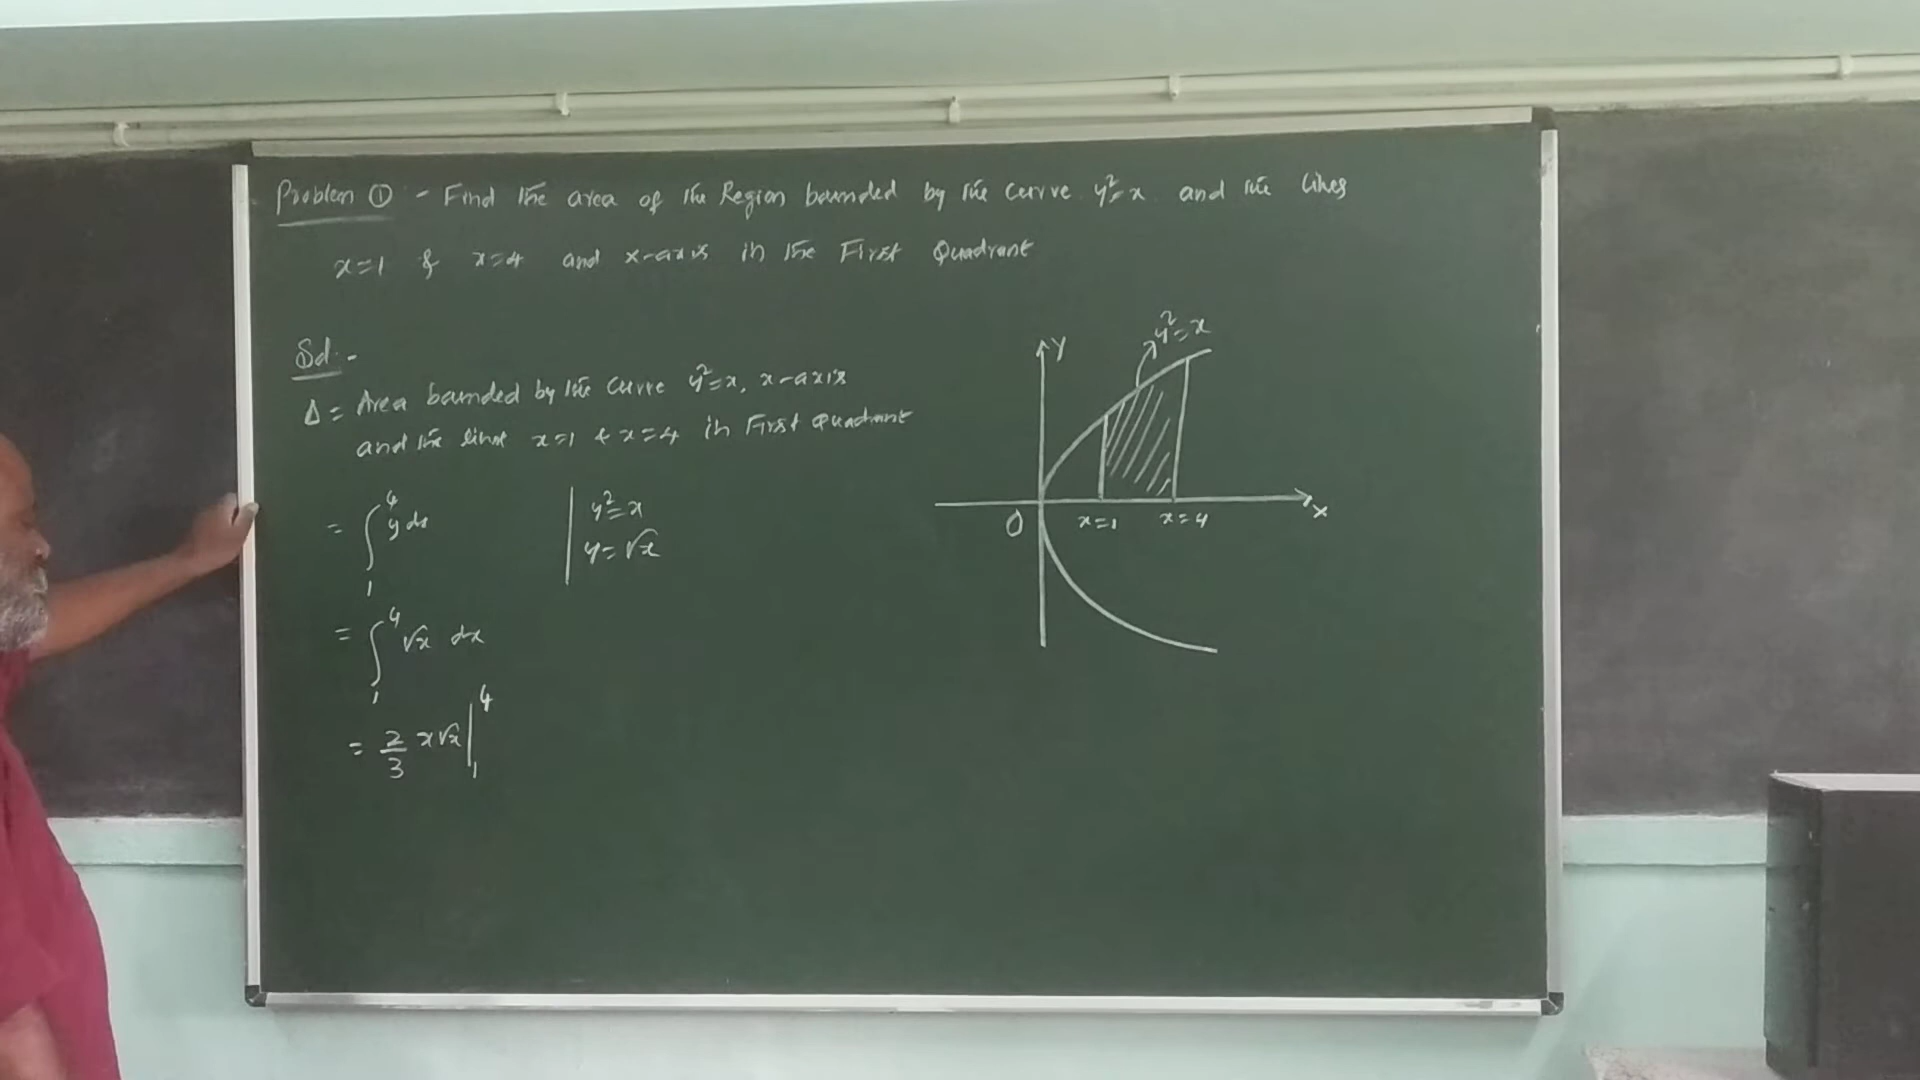 Problem ① - Find the area of the Region bounded by the curve y²=x and the lines
x=1 & x=4 and x-axis in the First Quadrant
Sol:-
Δ = Area bounded by the curve y²=x, x-axis
and the lines x=1 & x=4 in First Quadrant
= ∫₁⁴ y dx | y²=x
y=√x
= ∫₁⁴ √x dx
= 2/3 x√x |₁⁴
y²=x
Y
O x=1 x=4 X